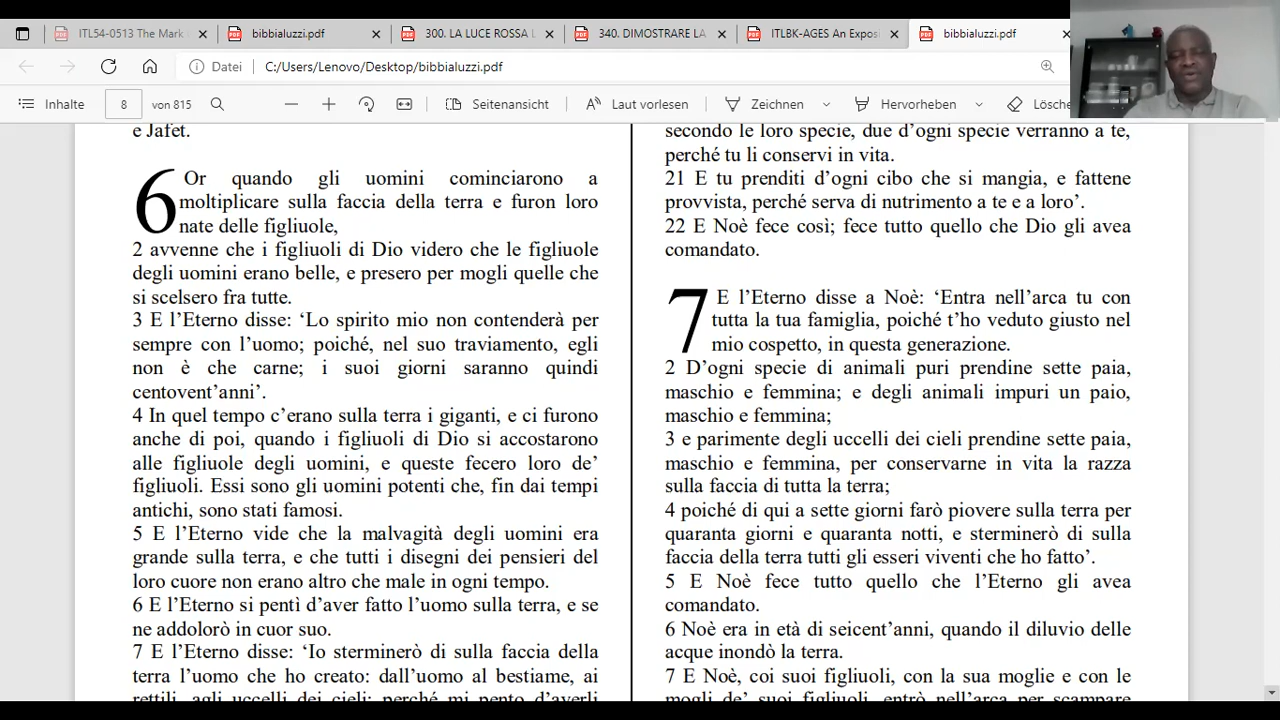 ITL54-0513 The Mark
bibbialuzzi.pdf
300. LA LUCE ROSSA L
340. DIMOSTRARE LA
ITLBK-AGES An Exposi
bibbialuzzi.pdf
Datei C:/Users/Lenovo/Desktop/bibbialuzzi.pdf
Inhalte 8 von 815 Seitenansicht Laut vorlesen Zeichnen Hervorheben Lösche
e Jafet.
6 Or quando gli uomini cominciarono a
moltiplicare sulla faccia della terra e furon loro
nate delle figliuole,
2 avvenne che i figliuoli di Dio videro che le figliuole
degli uomini erano belle, e presero per mogli quelle che
si scelsero fra tutte.
3 E l’Eterno disse: ‘Lo spirito mio non contenderà per
sempre con l’uomo; poiché, nel suo traviamento, egli
non è che carne; i suoi giorni saranno quindi
centovent’anni’.
4 In quel tempo c’erano sulla terra i giganti, e ci furono
anche di poi, quando i figliuoli di Dio si accostarono
alle figliuole degli uomini, e queste fecero loro de’
figliuoli. Essi sono gli uomini potenti che, fin dai tempi
antichi, sono stati famosi.
5 E l’Eterno vide che la malvagità degli uomini era
grande sulla terra, e che tutti i disegni dei pensieri del
loro cuore non erano altro che male in ogni tempo.
6 E l’Eterno si pentì d’aver fatto l’uomo sulla terra, e se
ne addolorò in cuor suo.
7 E l’Eterno disse: ‘Io sterminerò di sulla faccia della
terra l’uomo che ho creato: dall’uomo al bestiame, ai
rettili, agli uccelli dei cieli; perché mi pento d’averli
secondo le loro specie, due d’ogni specie verranno a te,
perché tu li conservi in vita.
21 E tu prenditi d’ogni cibo che si mangia, e fattene
provvista, perché serva di nutrimento a te e a loro’.
22 E Noè fece così; fece tutto quello che Dio gli avea
comandato.
7 E l’Eterno disse a Noè: ‘Entra nell’arca tu con
tutta la tua famiglia, poiché t’ho veduto giusto nel
mio cospetto, in questa generazione.
2 D’ogni specie di animali puri prendine sette paia,
maschio e femmina; e degli animali impuri un paio,
maschio e femmina;
3 e parimente degli uccelli dei cieli prendine sette paia,
maschio e femmina, per conservarne in vita la razza
sulla faccia di tutta la terra;
4 poiché di qui a sette giorni farò piovere sulla terra per
quaranta giorni e quaranta notti, e sterminerò di sulla
faccia della terra tutti gli esseri viventi che ho fatto’.
5 E Noè fece tutto quello che l’Eterno gli avea
comandato.
6 Noè era in età di seicent’anni, quando il diluvio delle
acque inondò la terra.
7 E Noè, coi suoi figliuoli, con la sua moglie e con le
mogli de’ suoi figliuoli, entrò nell’arca per scampare